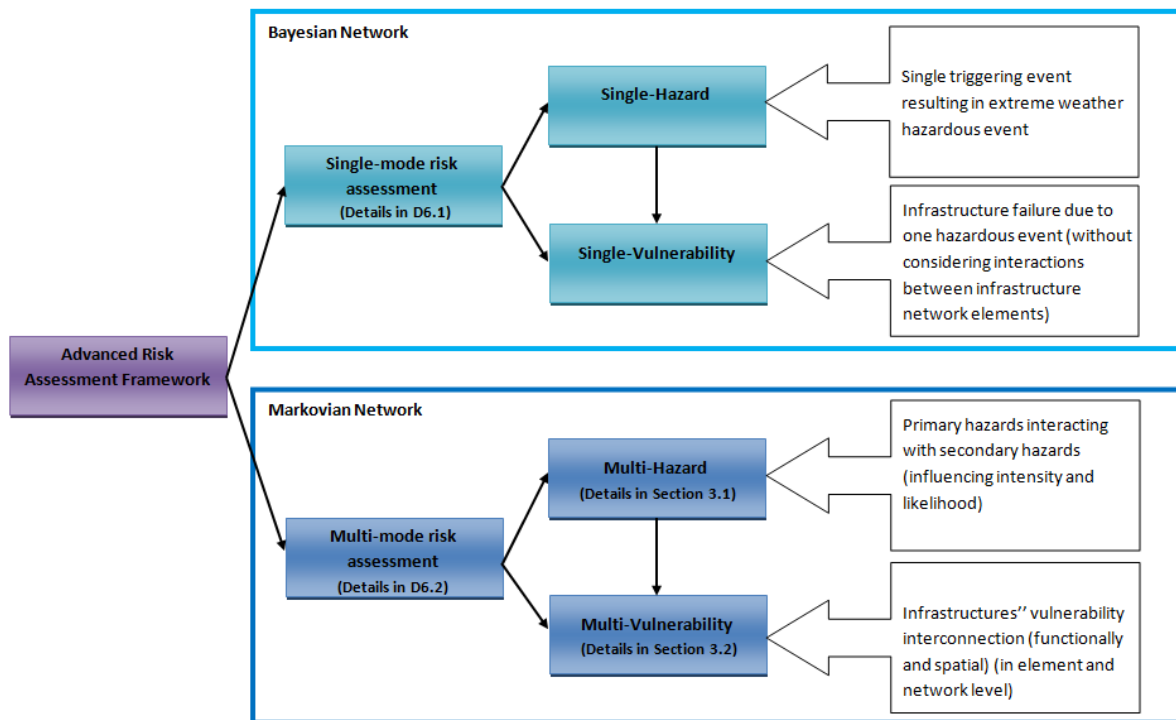 Bayesian Network
Single-Hazard
Single triggering event
resulting in extreme weather
hazardous event
Single-mode risk
assessment
(Details in D6.1)
Single-Vulnerability
Infrastructure failure due to
one hazardous event (without
considering interactions
between infrastructure
network elements)
Advanced Risk
Assessment Framework
Markovian Network
Multi-Hazard
(Details in Section 3.1)
Primary hazards interacting
with secondary hazards
(influencing intensity and
likelihood)
Multi-mode risk
assessment
(Details in D6.2)
Multi-Vulnerability
(Details in Section 3.2)
Infrastructures’’ vulnerability
interconnection (functionally
and spatial) (in element and
network level)